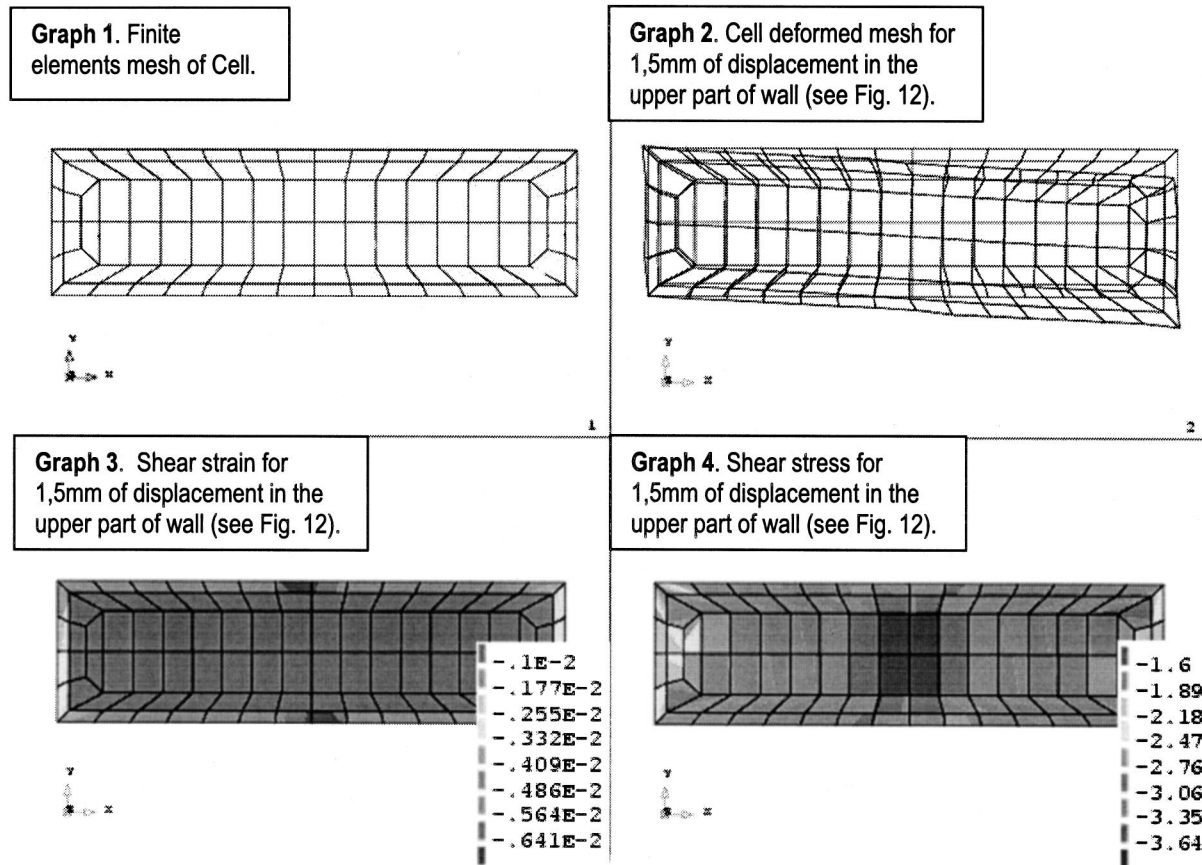 Graph 1. Finite
elements mesh of Cell.
Graph 2. Cell deformed mesh for
1,5mm of displacement in the
upper part of wall (see Fig. 12).
Y
X
1
Y
X
2
Graph 3. Shear strain for
1,5mm of displacement in the
upper part of wall (see Fig. 12).
-.1E-2
-.177E-2
-.255E-2
-.332E-2
-.409E-2
-.486E-2
-.564E-2
-.641E-2
Y
X
Graph 4. Shear stress for
1,5mm of displacement in the
upper part of wall (see Fig. 12).
-1.6
-1.89
-2.18
-2.47
-2.76
-3.06
-3.35
-3.64
Y
X